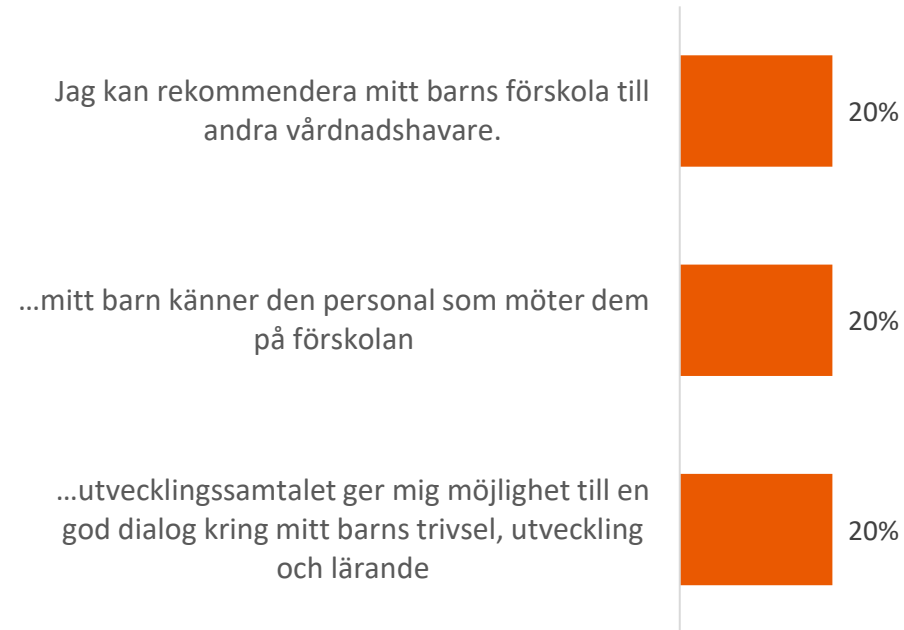 Jag kan rekommendera mitt barns förskola till
andra vårdnadshavare.
20%
...mitt barn känner den personal som möter dem
på förskolan
20%
...utvecklingssamtalet ger mig möjlighet till en
god dialog kring mitt barns trivsel, utveckling
och lärande
20%